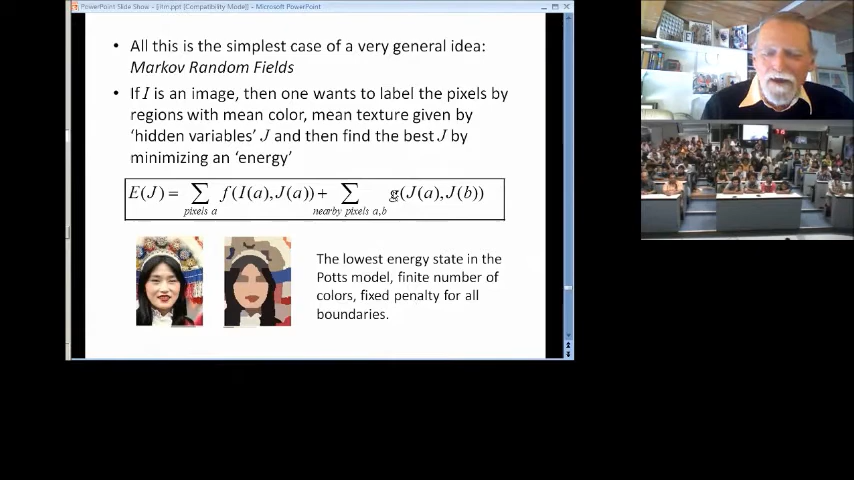 PowerPoint Slide Show - [ilm.ppt [Compatibility Mode]] - Microsoft PowerPoint
• All this is the simplest case of a very general idea:
Markov Random Fields
• If I is an image, then one wants to label the pixels by
regions with mean color, mean texture given by
‘hidden variables’ J and then find the best J by
minimizing an ‘energy’
E(J) = ∑ f(I(a),J(a)) + ∑ g(J(a),J(b))
pixels a nearby pixels a,b
The lowest energy state in the
Potts model, finite number of
colors, fixed penalty for all
boundaries.